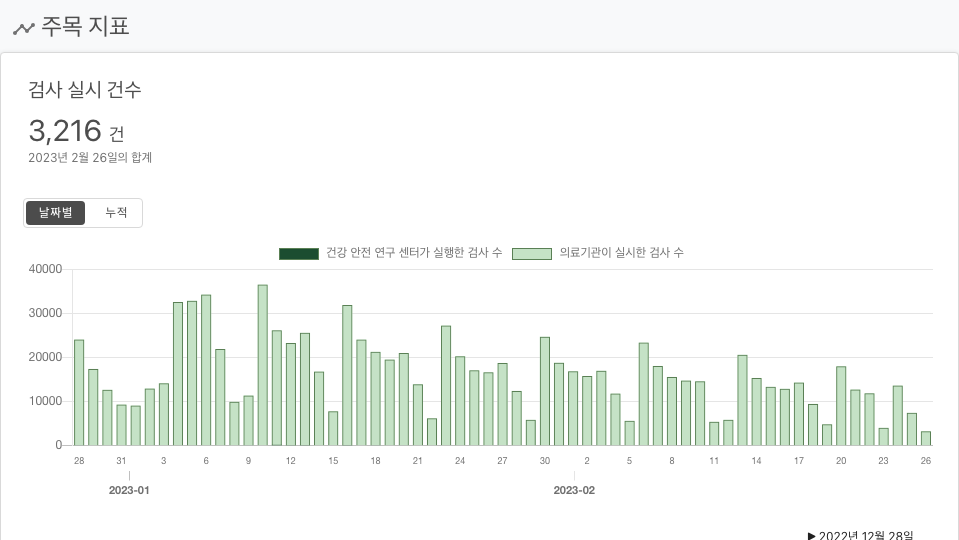 주목 지표
검사 실시 건수
3,216 건
2023년 2월 26일의 합계
날짜별 누적
건강 안전 연구 센터가 실행한 검사 수 의료기관이 실시한 검사 수
40000
30000
20000
10000
0
28 31 3 6 9 12 15 18 21 24 27 30 2 5 8 11 14 17 20 23 26
2023-01 2023-02
▶ 2022년 12월 28일